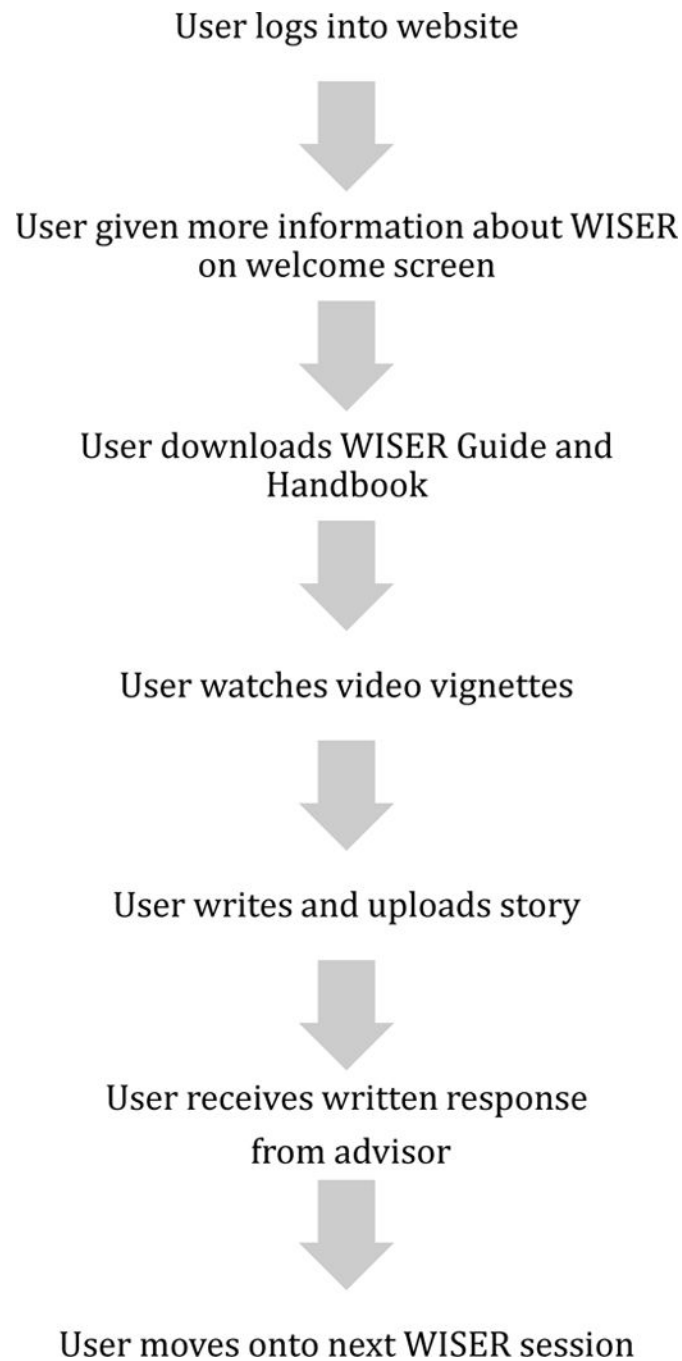 User logs into website
User given more information about WISER
on welcome screen
User downloads WISER Guide and
Handbook
User watches video vignettes
User writes and uploads story
User receives written response
from advisor
User moves onto next WISER session